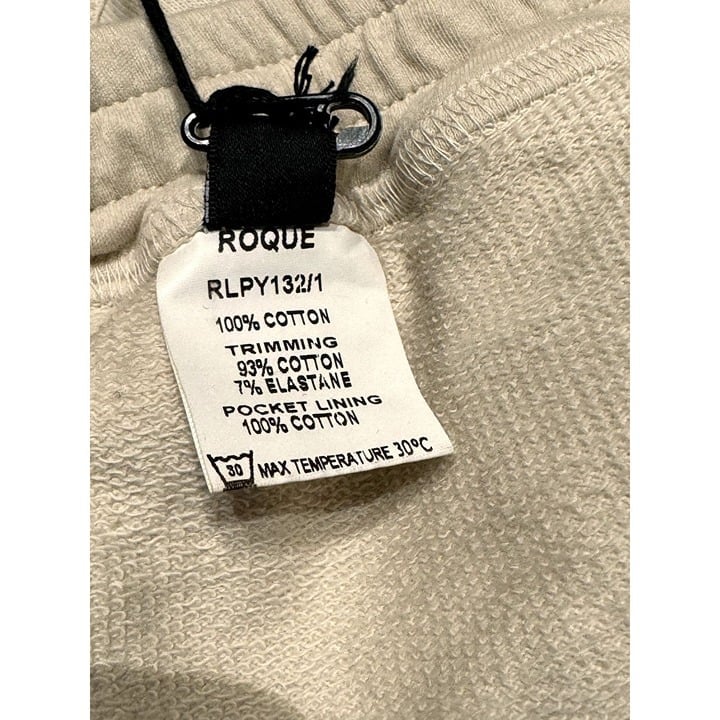 ROQUE
RLPY132/1
100% COTTON
TRIMMING
93% COTTON
7% ELASTANE
POCKET LINING
100% COTTON
30 MAX TEMPERATURE 30°C